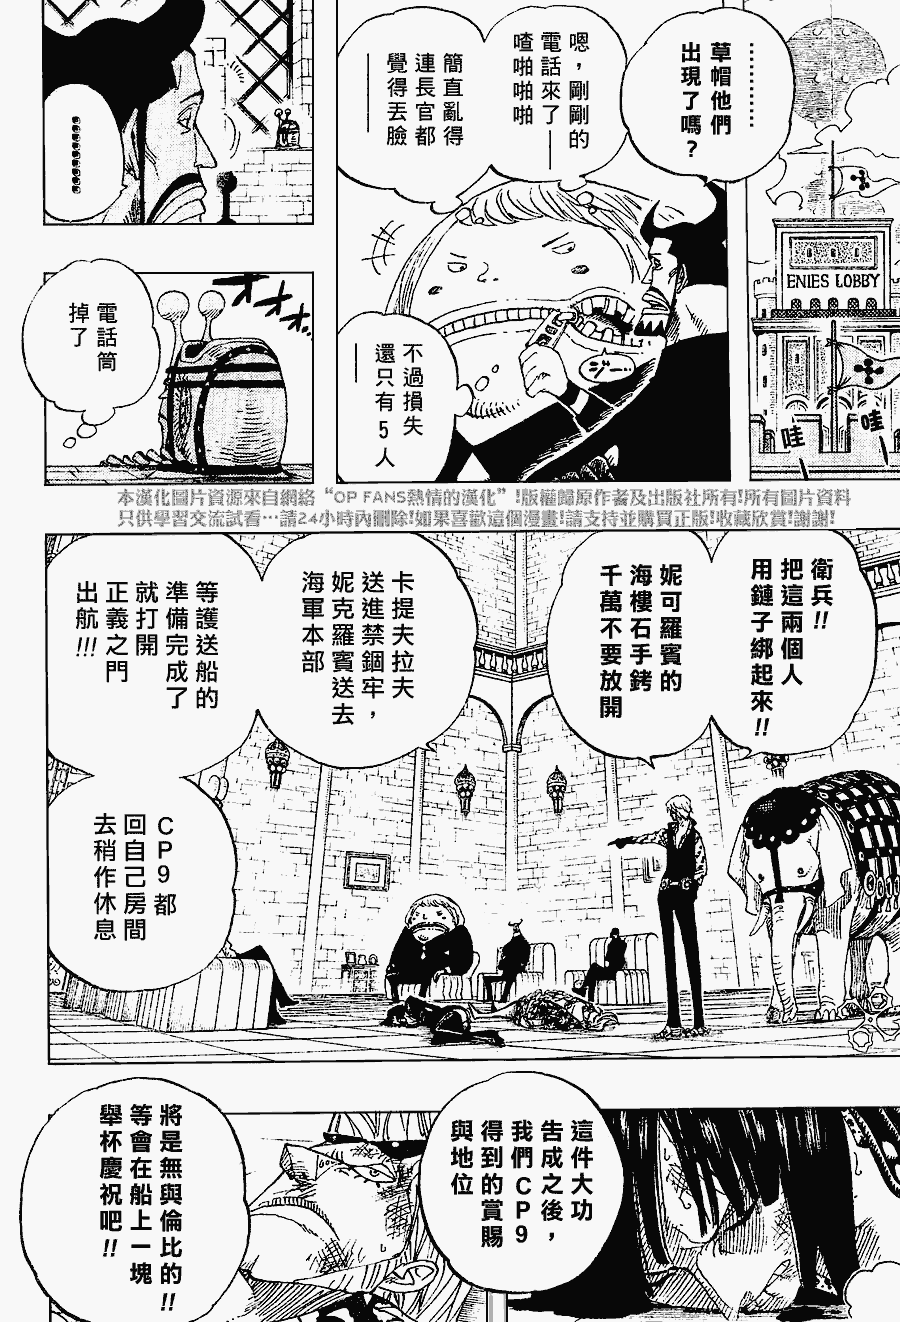 ………………
草帽他們
出現了嗎？
ENIES LOBBY
哇
哇
嗯，剛剛的
電話來了——
喳啪啪啪
簡直亂得
連長官都
覺得丟臉
——
不過損失
還只有5人
——
ジー…
………………
電話筒
掉了
本漢化圖片資源來自網絡“OP FANS熱情的漢化”!版權歸原作者及出版社所有!所有圖片資料
只供學習交流試看…請24小時內刪除!如果喜歡這個漫畫!請支持並購買正版!收藏欣賞!謝謝!
衛兵!!
把這兩個人
用鏈子綁起來!!
妮可羅賓的
海樓石手銬
千萬不要放開
卡提夫拉夫
送進禁錮牢，
妮克羅賓送去
海軍本部
等護送船的
準備完成了
就打開
正義之門
出航!!!
CP9都
回自己房間
去稍作休息
這件大功
告成之後，
我們CP9
得到的賞賜
與地位
將是無與倫比的!!
等會在船上一塊
舉杯慶祝吧!!